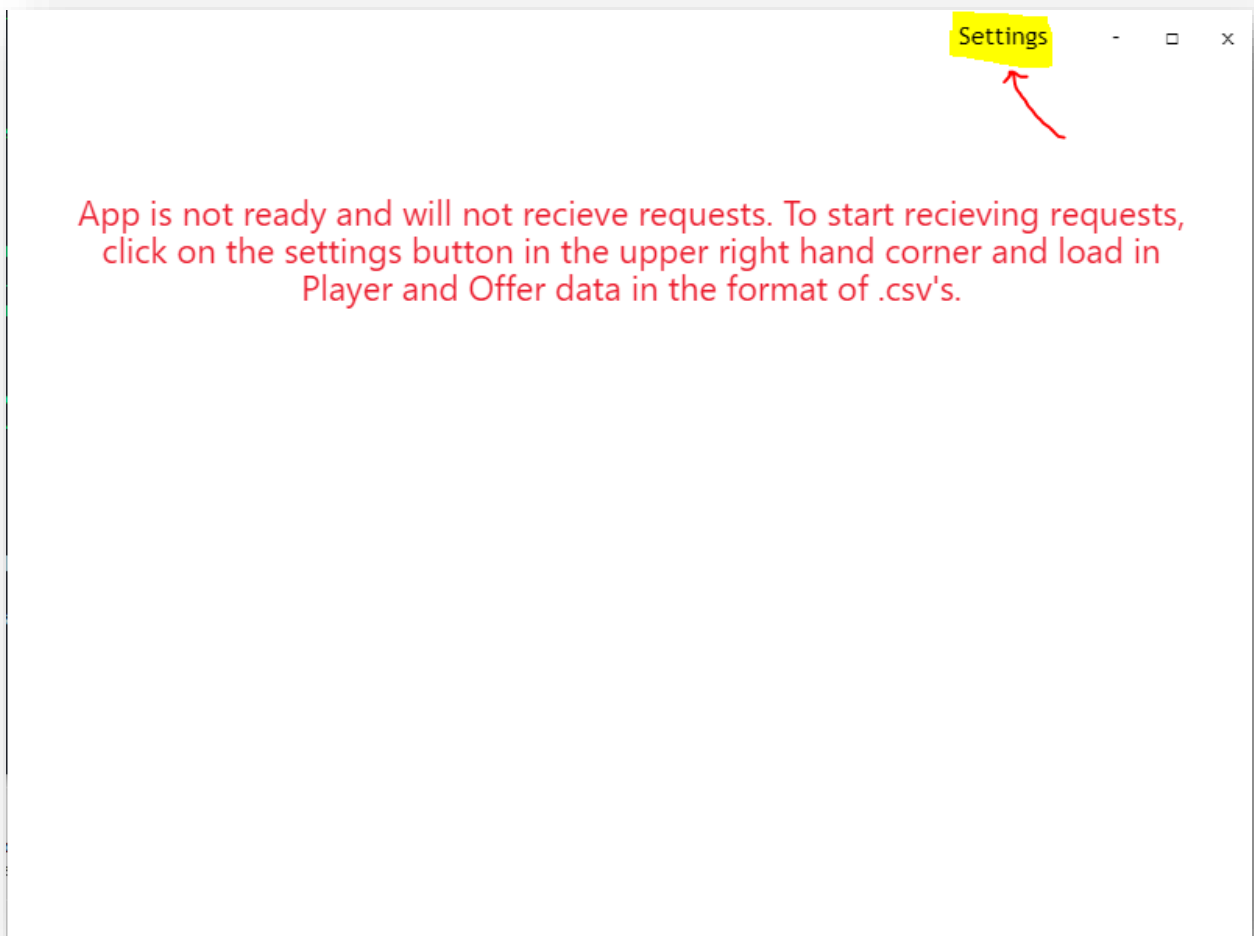 Settings
App is not ready and will not recieve requests. To start recieving requests,
click on the settings button in the upper right hand corner and load in
Player and Offer data in the format of .csv's.